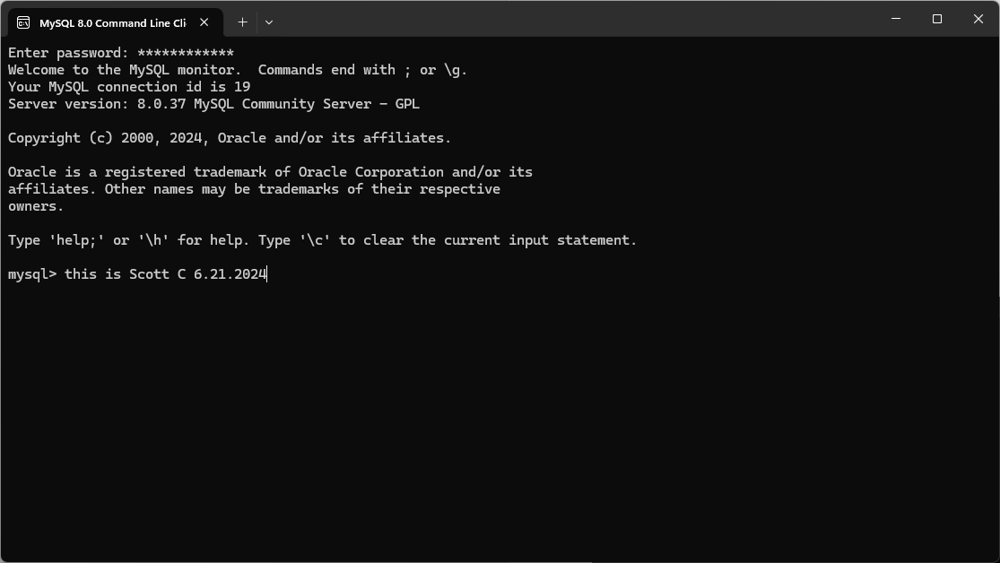 MySQL 8.0 Command Line Cli
Enter password: ************
Welcome to the MySQL monitor.  Commands end with ; or \g.
Your MySQL connection id is 19
Server version: 8.0.37 MySQL Community Server - GPL
Copyright (c) 2000, 2024, Oracle and/or its affiliates.
Oracle is a registered trademark of Oracle Corporation and/or its
affiliates. Other names may be trademarks of their respective
owners.
Type 'help;' or '\h' for help. Type '\c' to clear the current input statement.
mysql> this is Scott C 6.21.2024